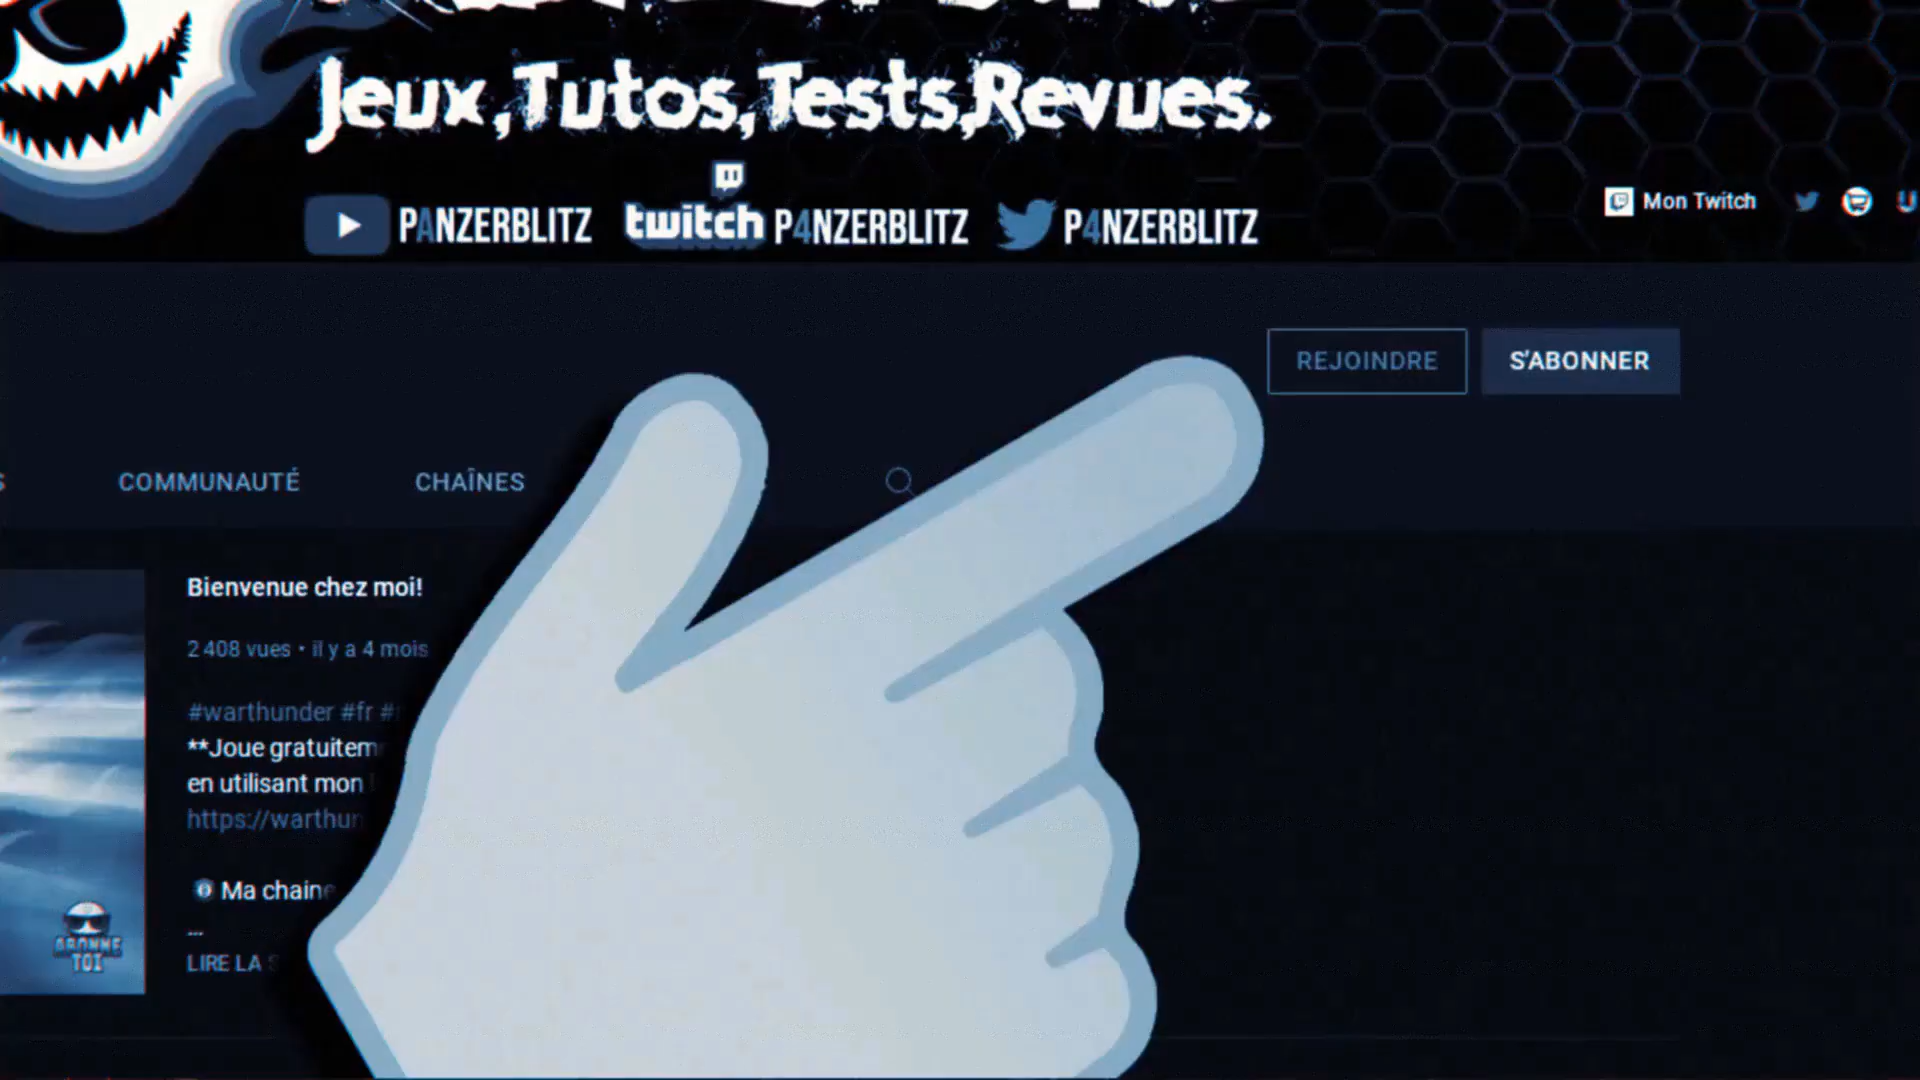 Jeux,Tutos,Tests,Revues.
PANZERBLITZ twitch P4NZERBLITZ P4NZERBLITZ
Mon Twitch
REJOINDRE S'ABONNER
COMMUNAUTÉ CHAÎNES
Bienvenue chez moi!
2 408 vues • il y a 4 mois
#warthunder #fr #
**Joue gratuitem
en utilisant mon
https://warthun
Ma chaine
...
LIRE LA S
ABONNE
TOI